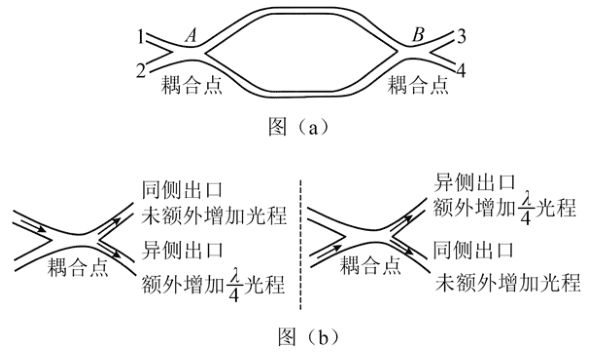 1 A B 3
2 4
耦合点 耦合点
图（a）
同侧出口
未额外增加光程
异侧出口
额外增加λ/4光程
耦合点
异侧出口
额外增加λ/4光程
同侧出口
未额外增加光程
耦合点
图（b）